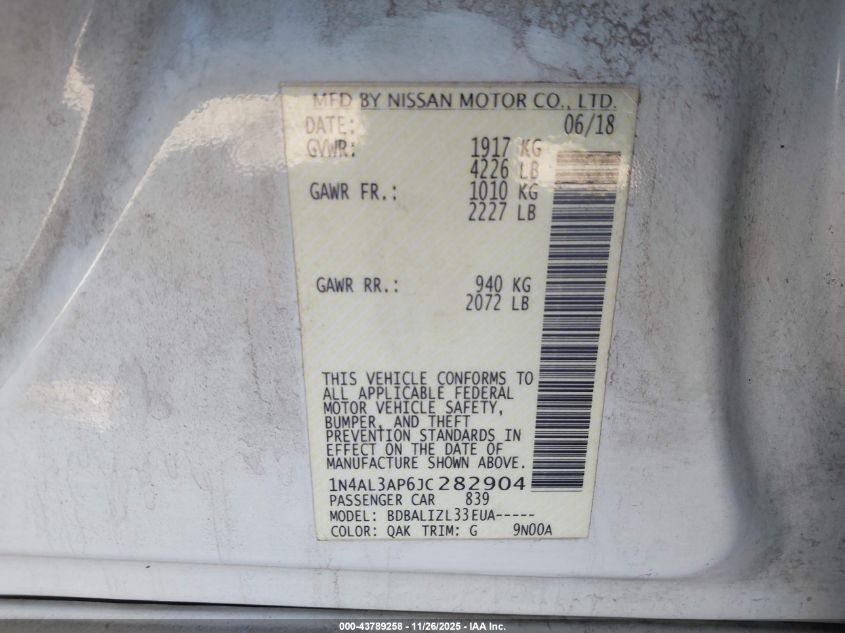 MFD BY NISSAN MOTOR CO., LTD.
DATE: 06/18
GVWR: 1917 KG
4226 LB
GAWR FR.: 1010 KG
2227 LB
GAWR RR.: 940 KG
2072 LB
THIS VEHICLE CONFORMS TO
ALL APPLICABLE FEDERAL
MOTOR VEHICLE SAFETY,
BUMPER, AND THEFT
PREVENTION STANDARDS IN
EFFECT ON THE DATE OF
MANUFACTURE SHOWN ABOVE.
1N4AL3AP6JC282904
PASSENGER CAR 839
MODEL: BDBALIZL33EUA-----
COLOR: QAK TRIM: G 9N00A
000-43789258 - 11/26/2025 - IAA Inc.